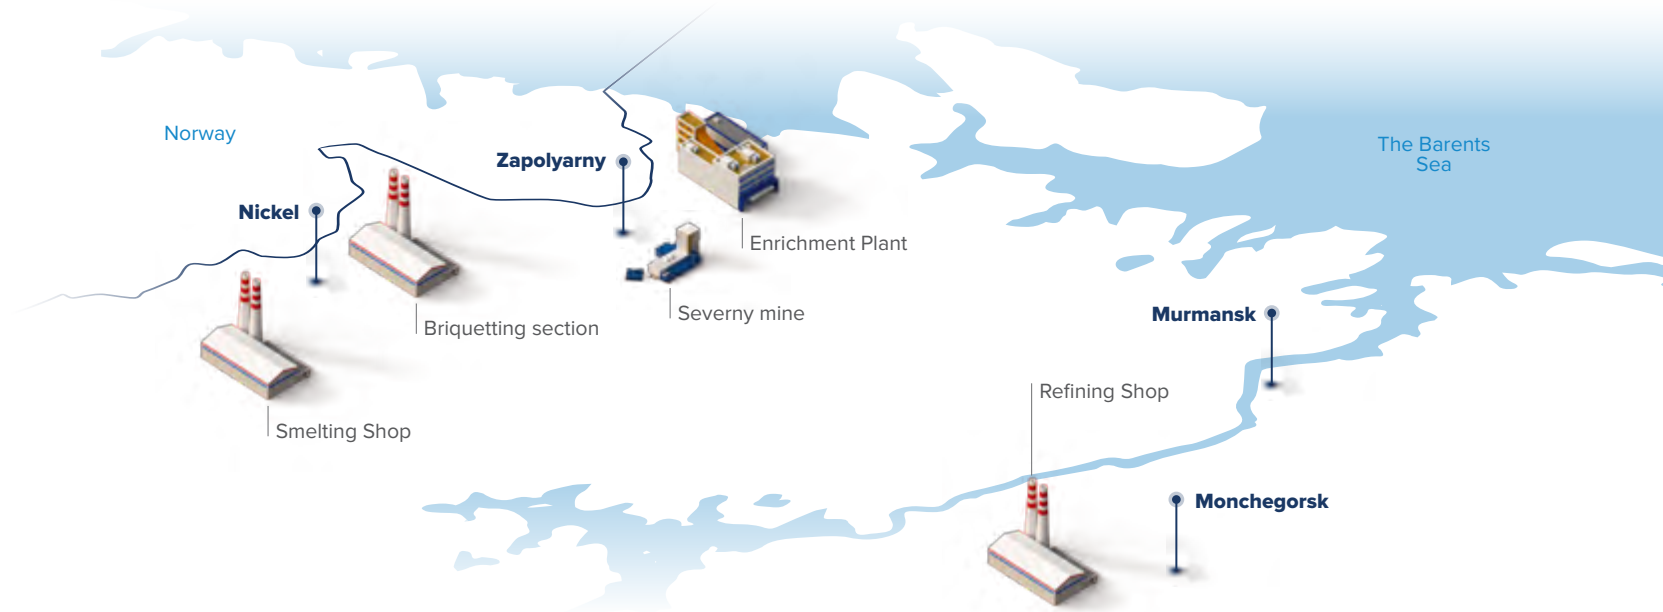 Norway
The Barents
Sea
Zapolyarny
Nickel
Enrichment Plant
Severny mine
Briquetting section
Murmansk
Refining Shop
Smelting Shop
Monchegorsk